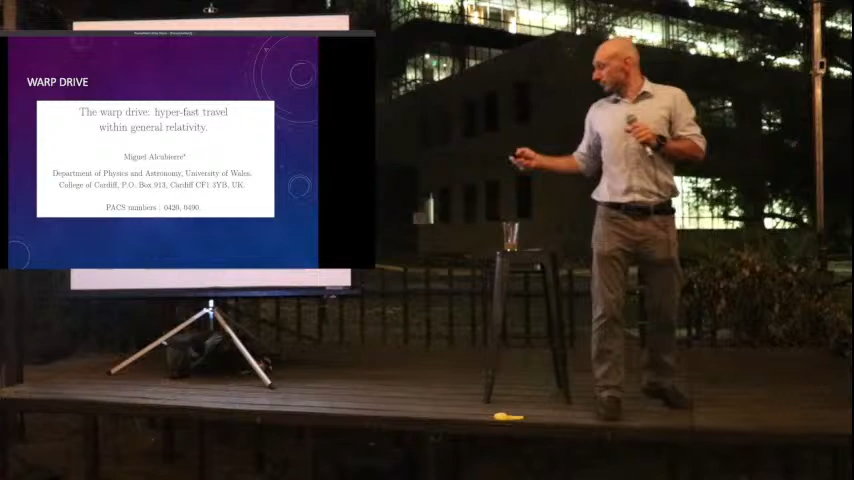 WARP DRIVE
The warp drive: hyper-fast travel
within general relativity.
Miguel Alcubierre*
Department of Physics and Astronomy, University of Wales,
College of Cardiff, P.O. Box 913, Cardiff CF1 3YB, UK.
PACS numbers : 0420, 0490.